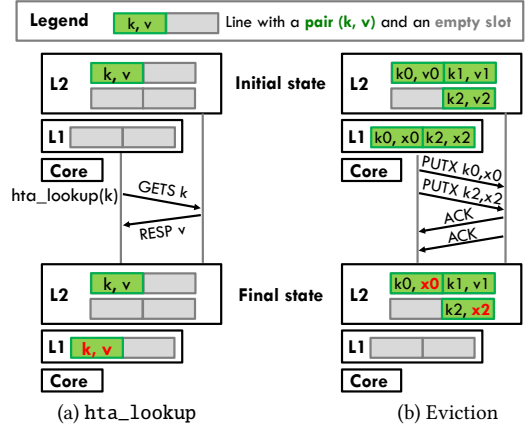 Legend k, v Line with a pair (k, v) and an empty slot
L2 k, v Initial state L2 k0, v0 k1, v1
k2, v2
L1 L1 k0, x0 k2, x2
Core Core
hta_lookup(k) GETS k PUTX k0,x0
PUTX k2,x2
RESP v ACK
ACK
L2 k, v Final state L2 k0, x0 k1, v1
k2, x2
L1 k, v L1
Core Core
(a) hta_lookup (b) Eviction